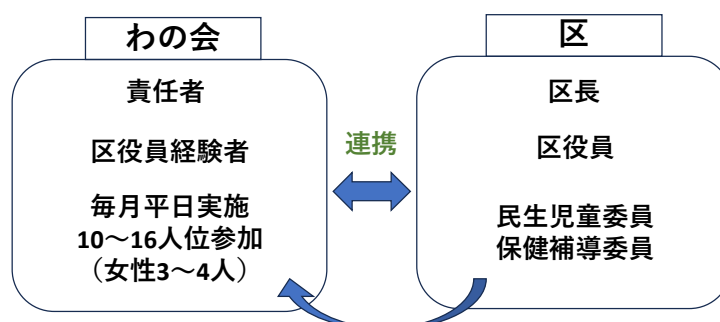 わの会
責任者
区役員経験者
毎月平日実施
10～16人位参加
（女性3～4人）
連携
区
区長
区役員
民生児童委員
保健補導委員